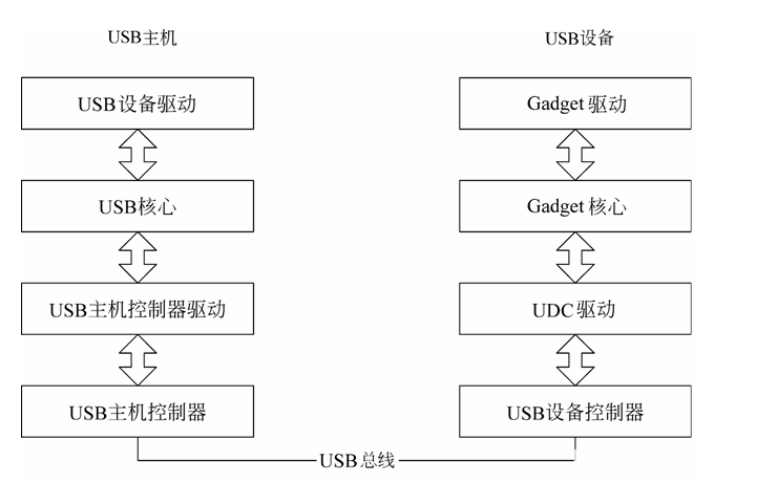 USB主机
USB设备驱动
USB核心
USB主机控制器驱动
USB主机控制器
USB设备
Gadget 驱动
Gadget 核心
UDC 驱动
USB设备控制器
USB总线